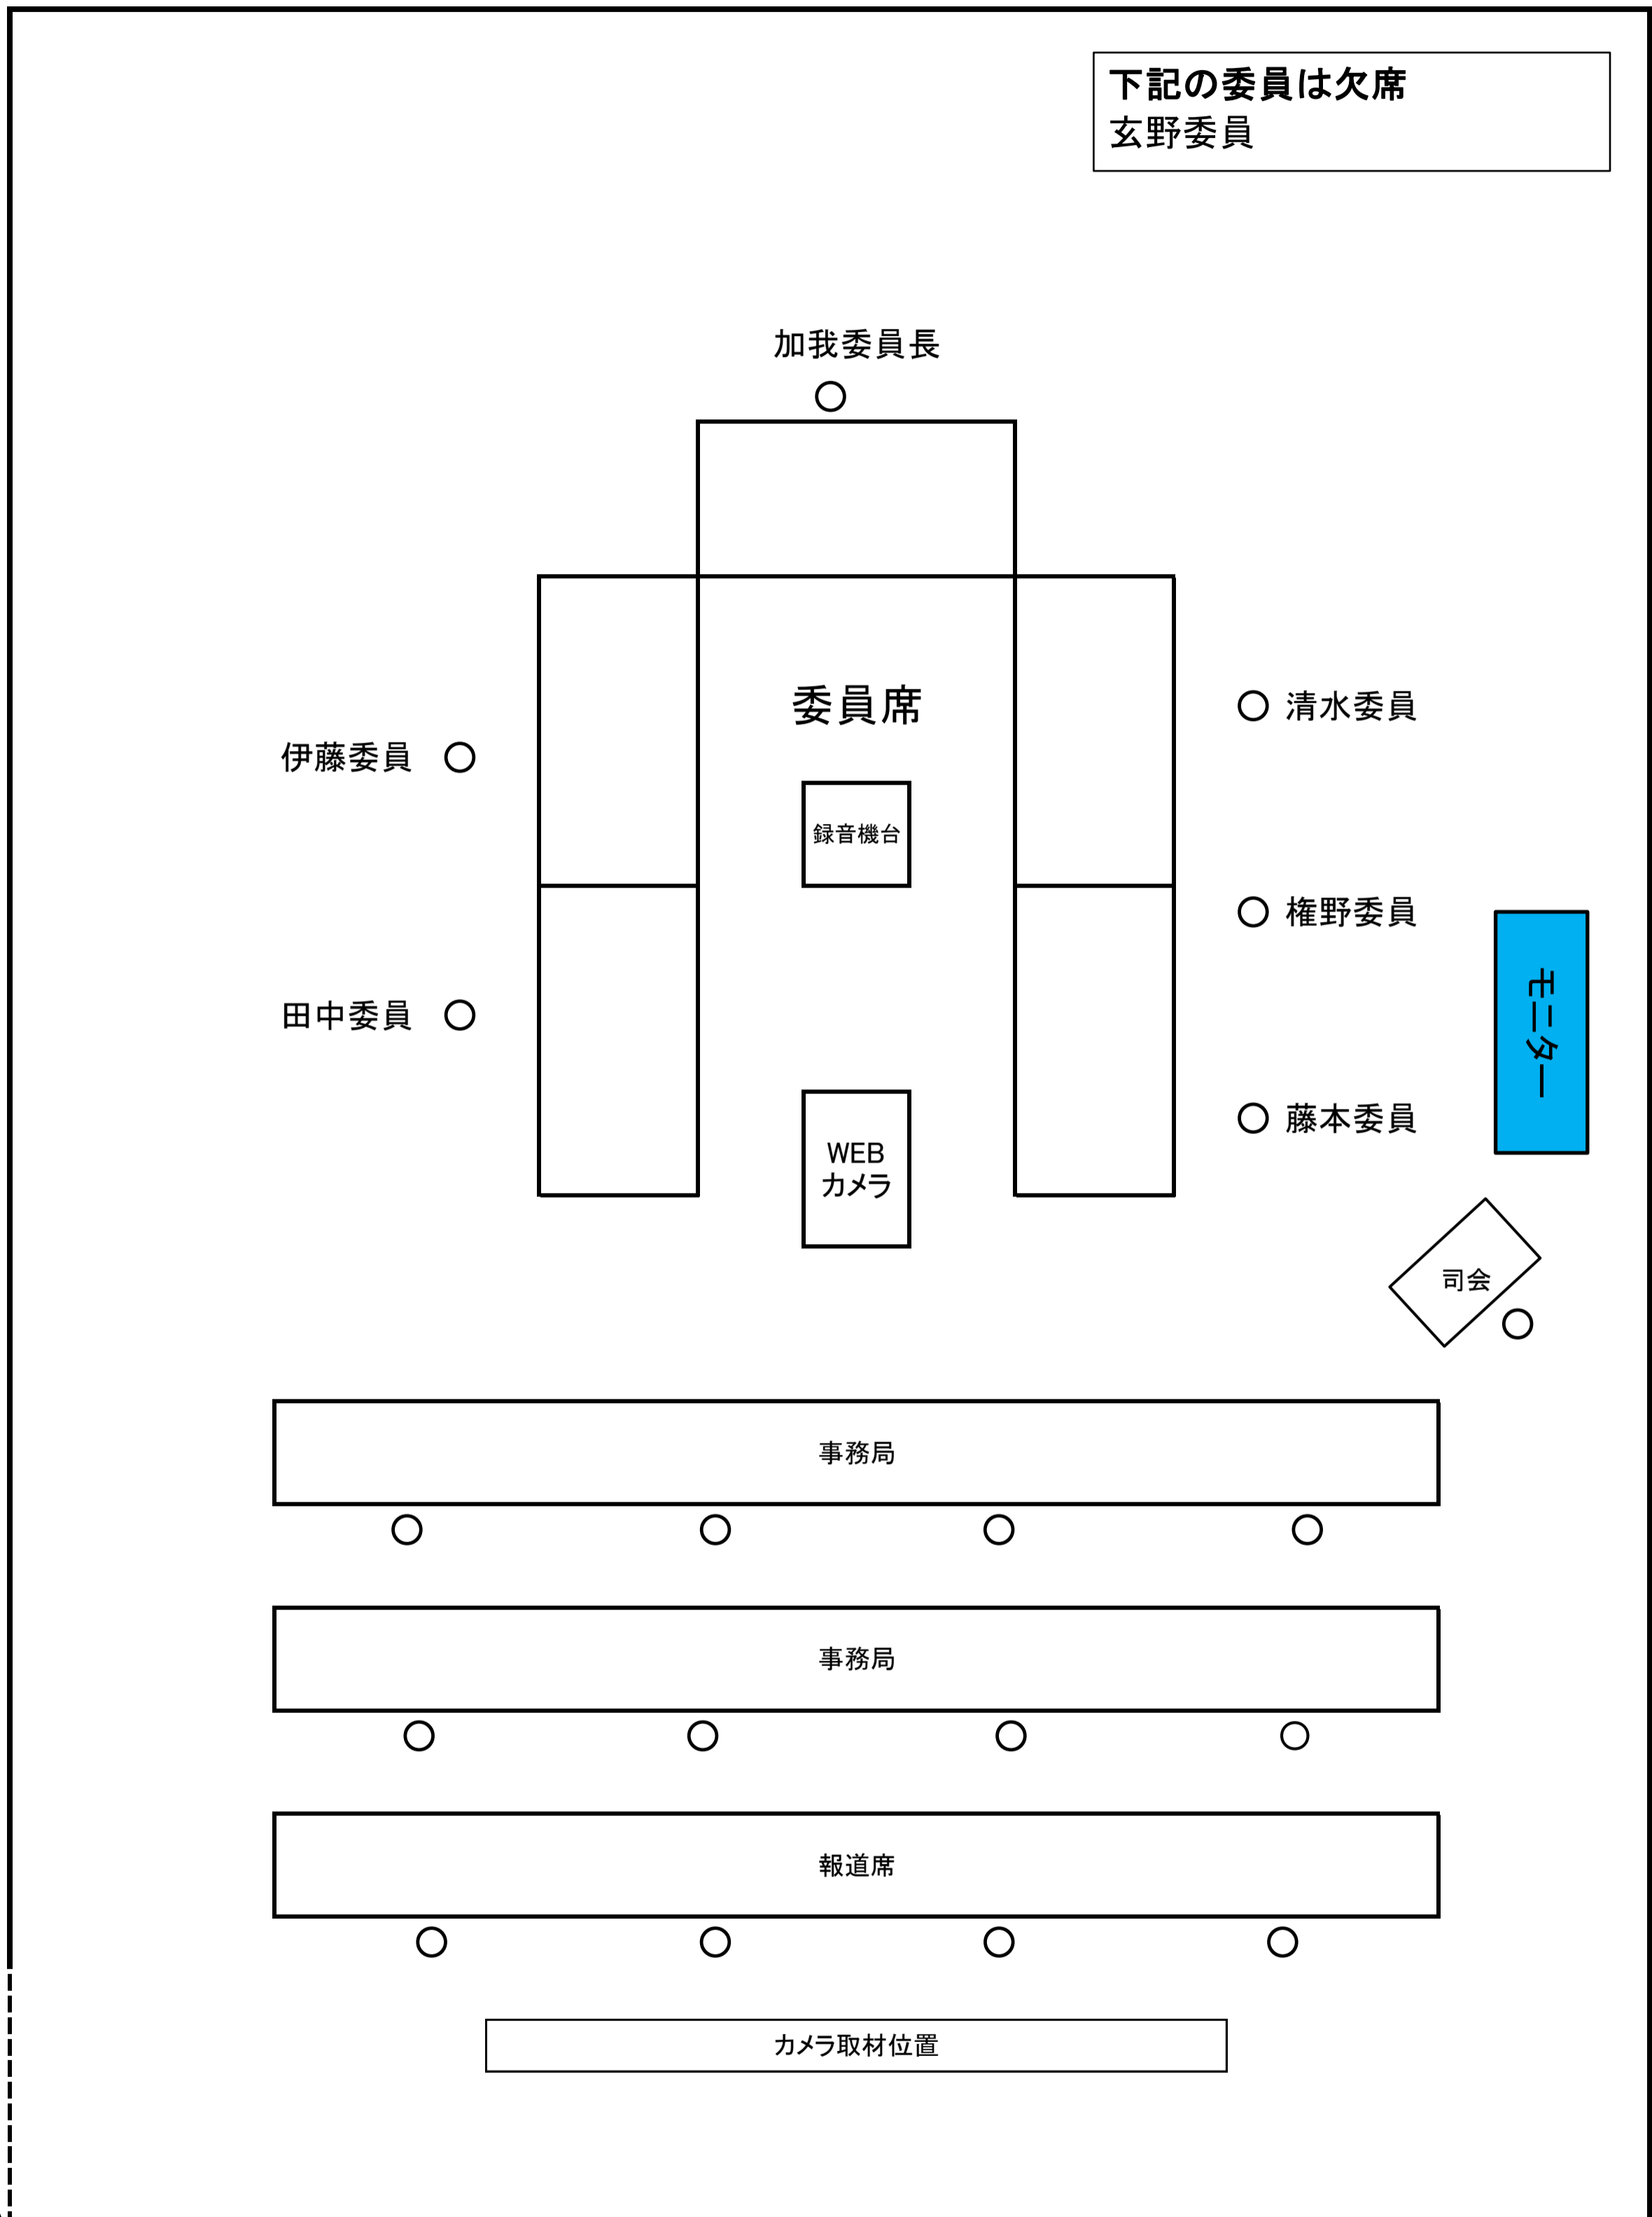 下記の委員は欠席
玄野委員
加我委員長
委員席
清水委員
伊藤委員
録音機台
権野委員
田中委員
モニター
藤本委員
WEB
カメラ
司会
事務局
事務局
報道席
カメラ取材位置